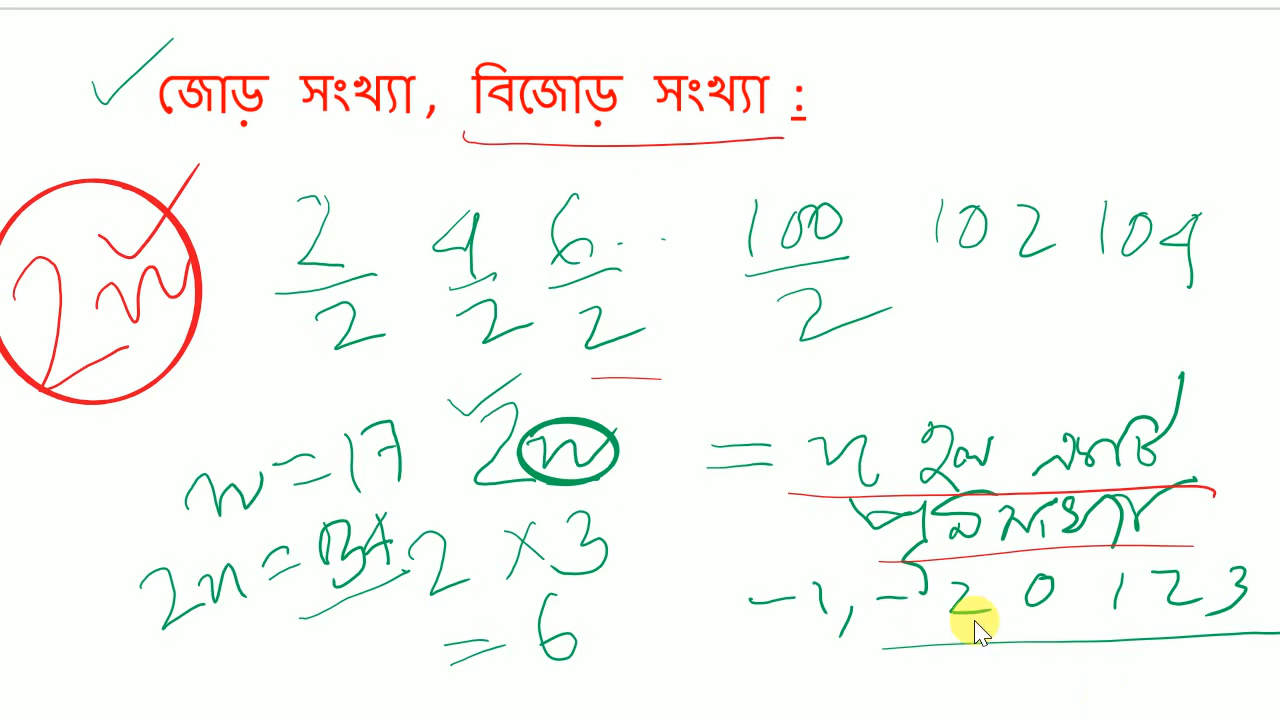 জোড় সংখ্যা, বিজোড় সংখ্যা :
2n
2 4 6 ... 100 102 104
2 2 2 2
n = 17 2n = n হল একটি
পূর্ণসংখ্যা
2n = 34 2 × 3
-1, -2 0 1 2 3
= 6